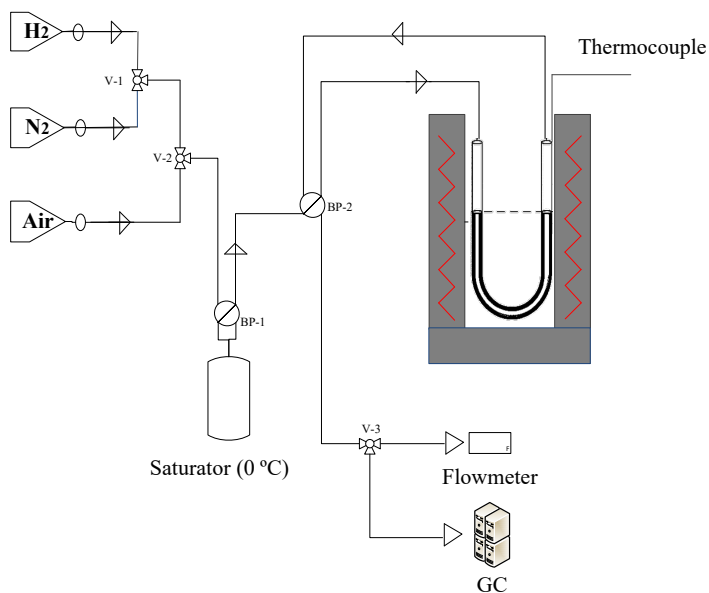 H2
Thermocouple
V-1
N2
V-2
Air
BP-2
BP-1
V-3
Saturator (0 ºC)
F
Flowmeter
GC